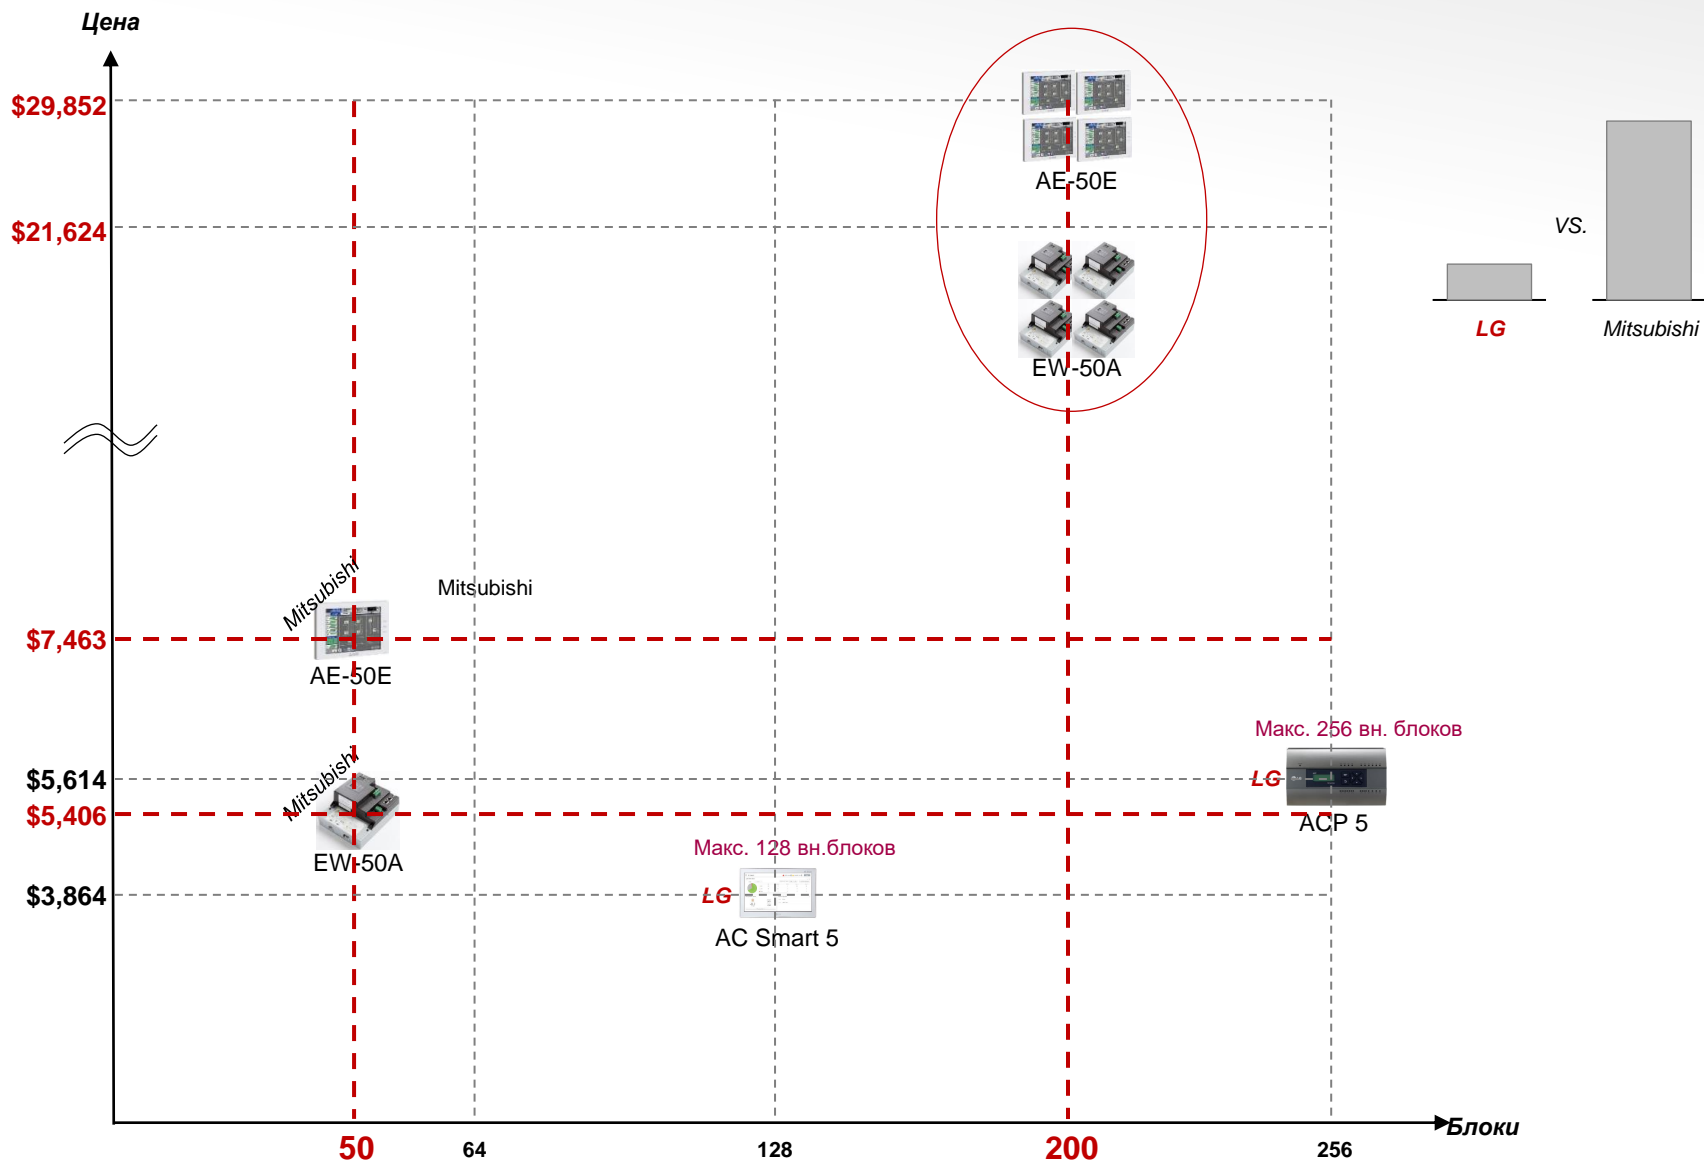 Цена
$29,852
AE-50E
$21,624
VS.
LG
Mitsubishi
EW-50A
Mitsubishi
Mitsubishi
$7,463
AE-50E
Макс. 256 вн. блоков
$5,614
LG
Mitsubishi
$5,406
ACP 5
EW-50A
Макс. 128 вн.блоков
$3,864
LG
AC Smart 5
50
64
128
200
256
Блоки